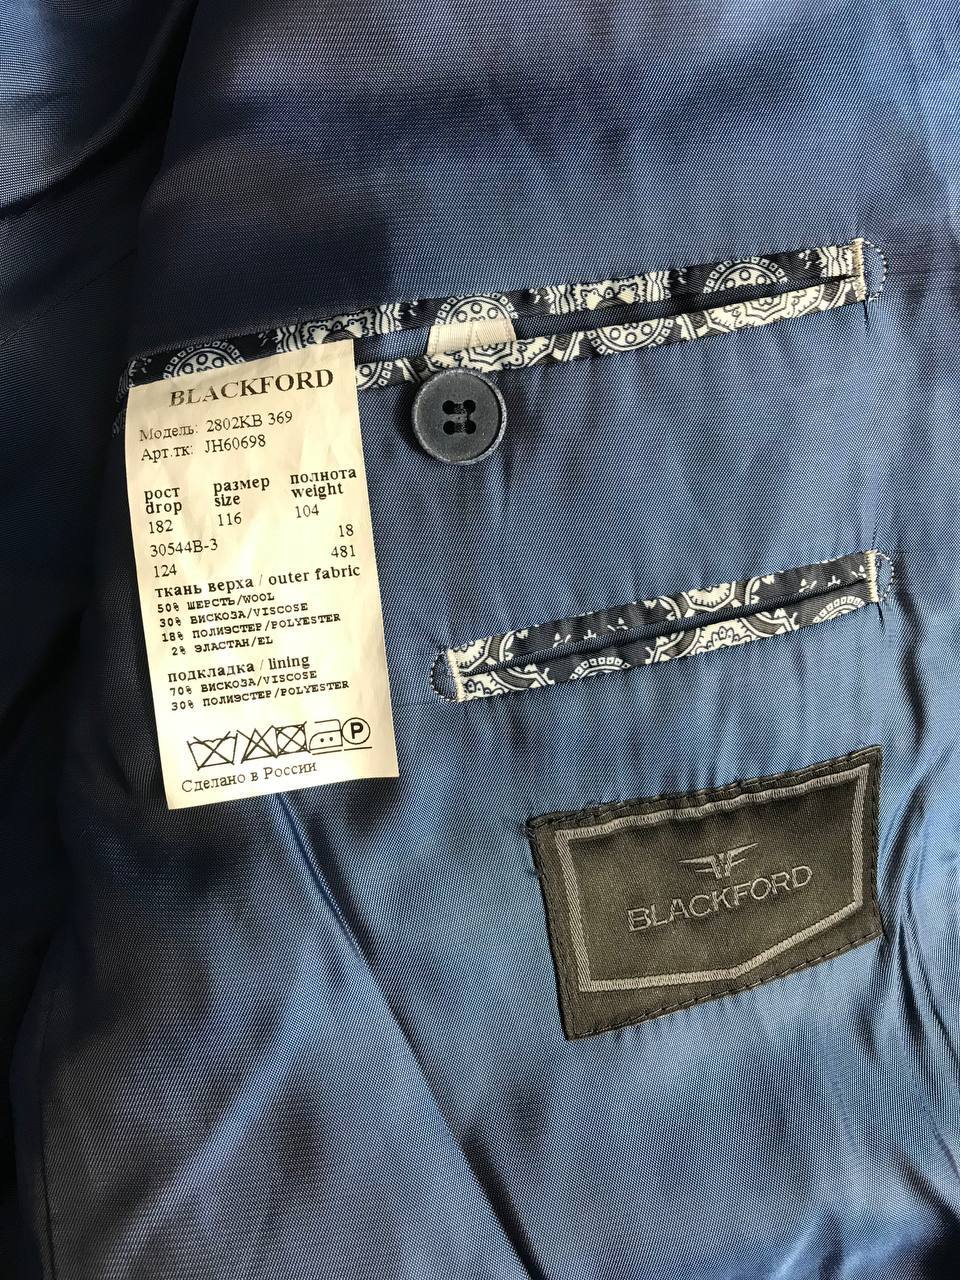 BLACKFORD
Модель: 2802KB 369
Арт.тк: JH60698
рост размер полнота
drop size weight
182 116 104
30544B-3 18
124 481
ткань верха / outer fabric
50% ШЕРСТЬ/WOOL
30% ВИСКОЗА/VISCOSE
18% ПОЛИЭСТЕР/POLYESTER
2% ЭЛАСТАН/EL
подкладка / lining
70% ВИСКОЗА/VISCOSE
30% ПОЛИЭСТЕР/POLYESTER
P
Сделано в России
BLACKFORD